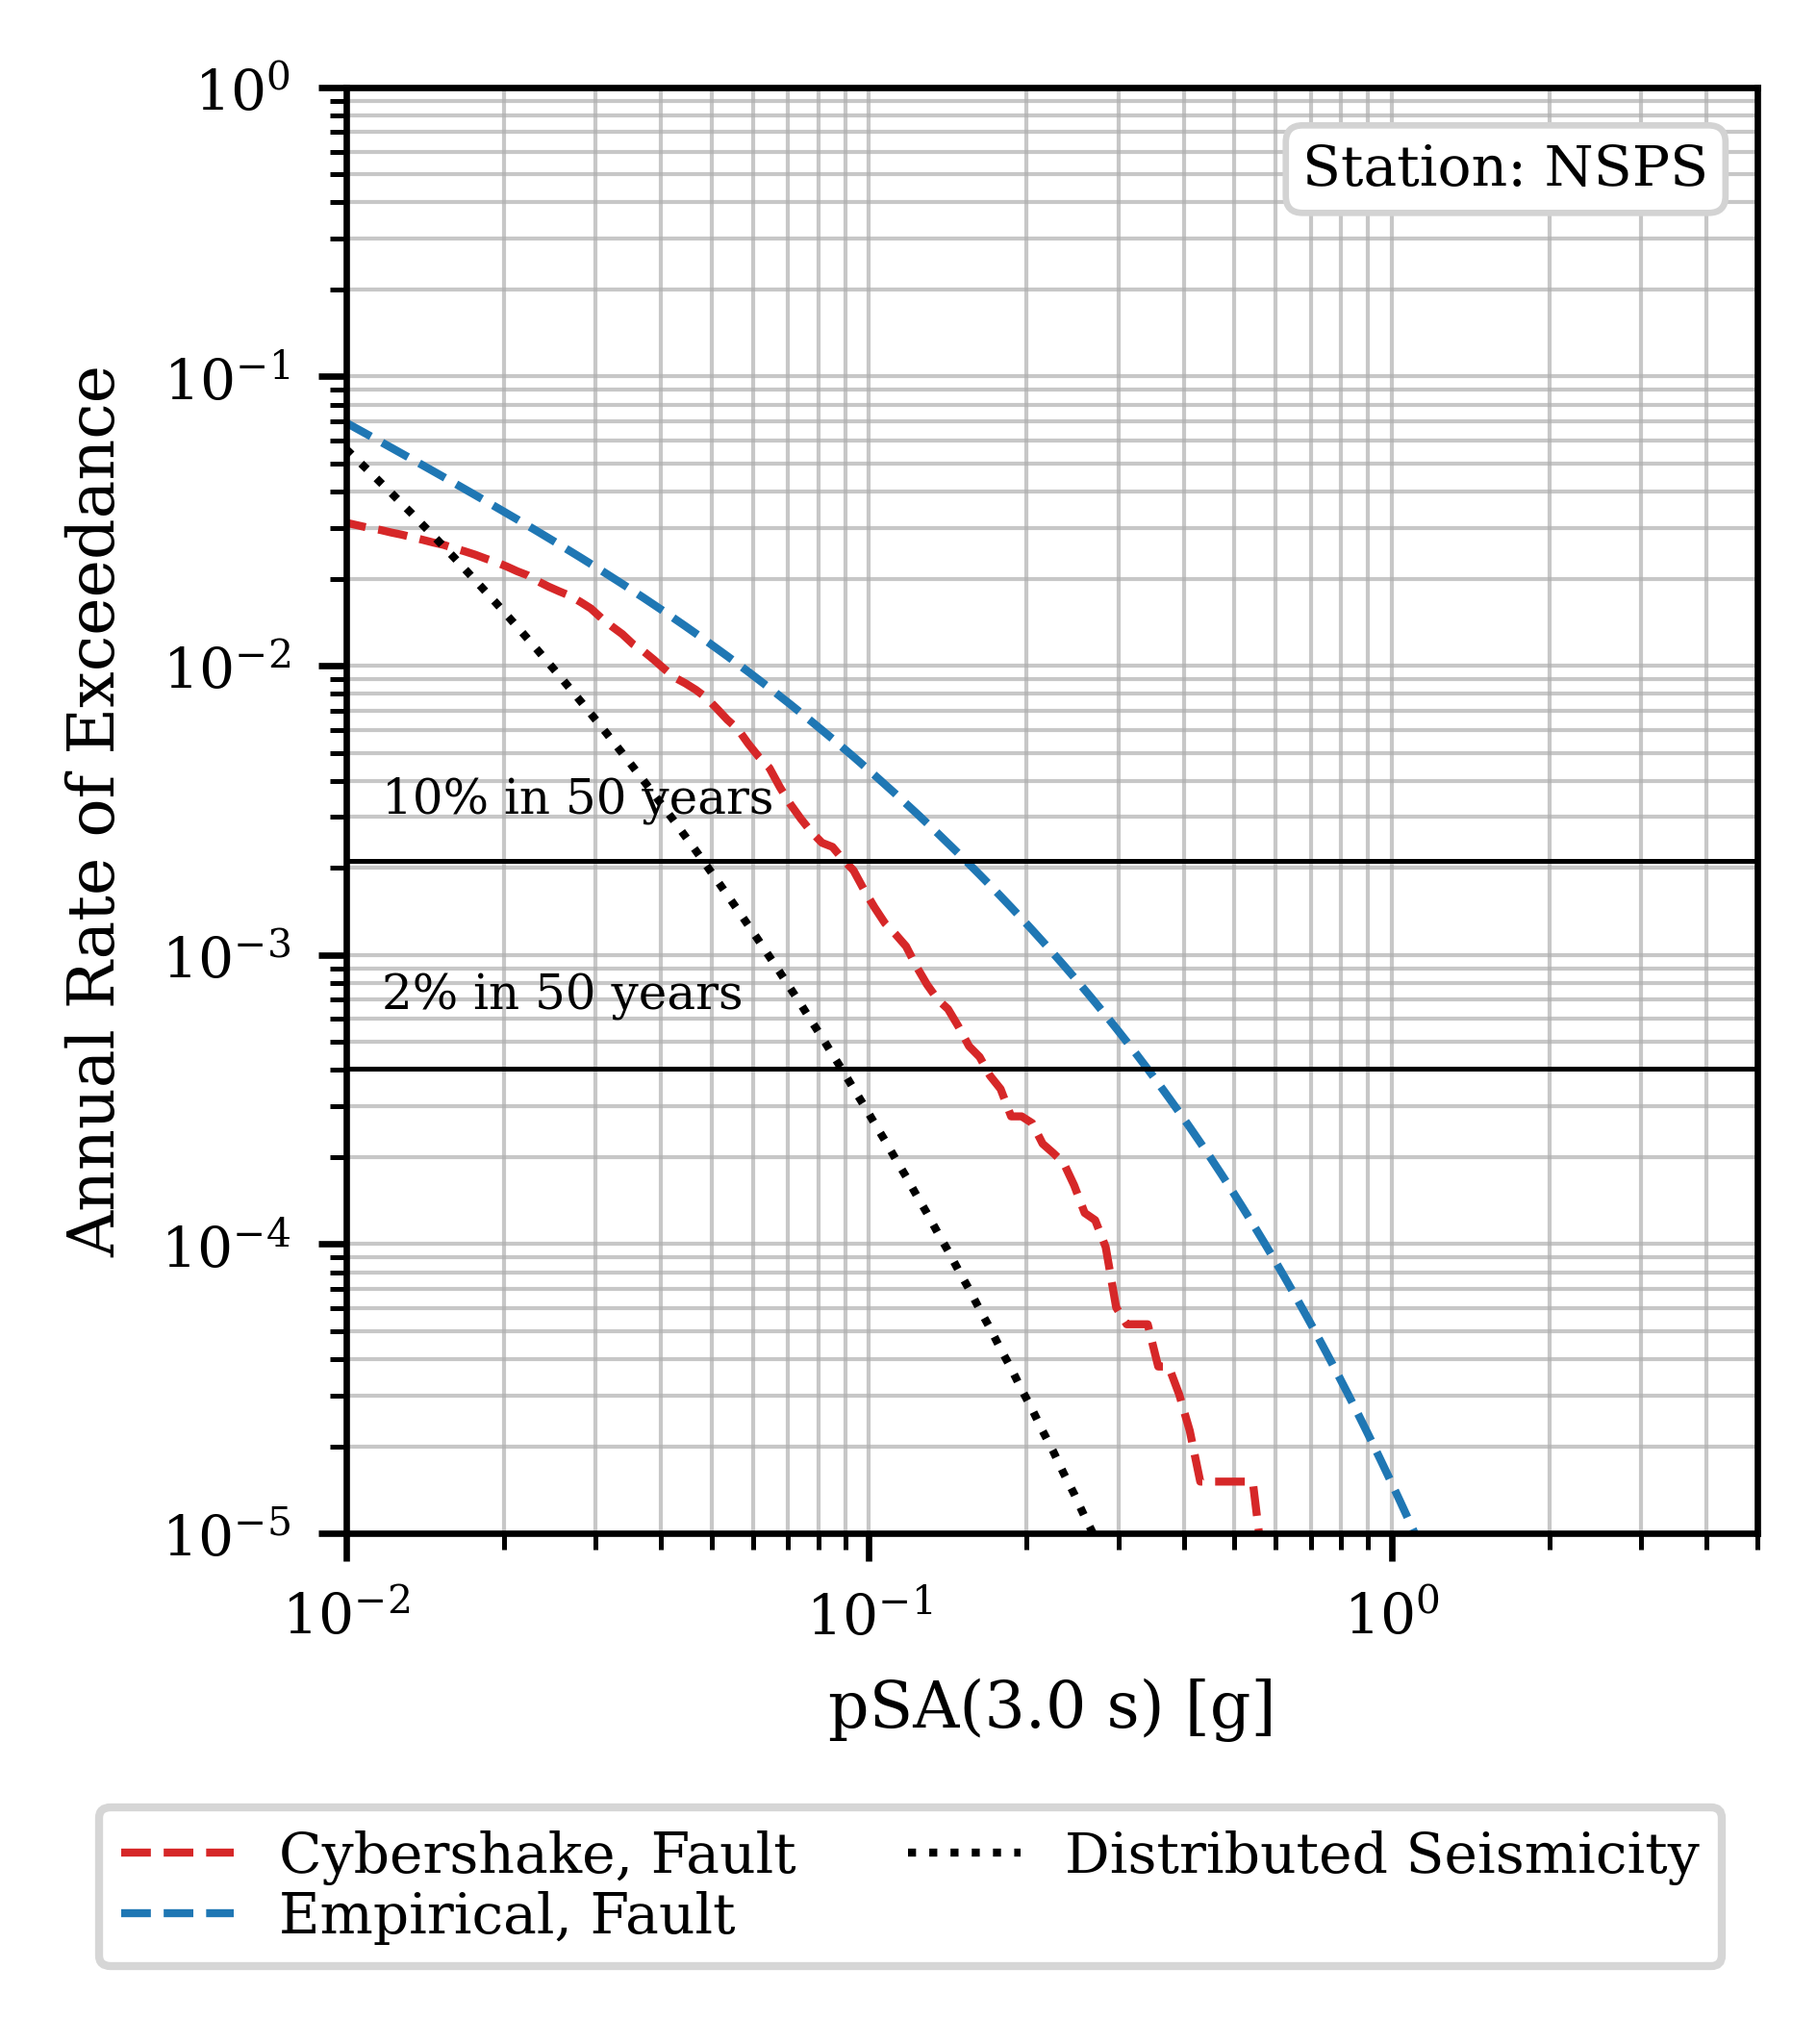 10⁰
Station: NSPS
10⁻¹
10⁻²
10% in 50 years
10⁻³
2% in 50 years
10⁻⁴
10⁻⁵
Annual Rate of Exceedance
10⁻² 10⁻¹ 10⁰
pSA(3.0 s) [g]
Cybershake, Fault
Empirical, Fault
Distributed Seismicity